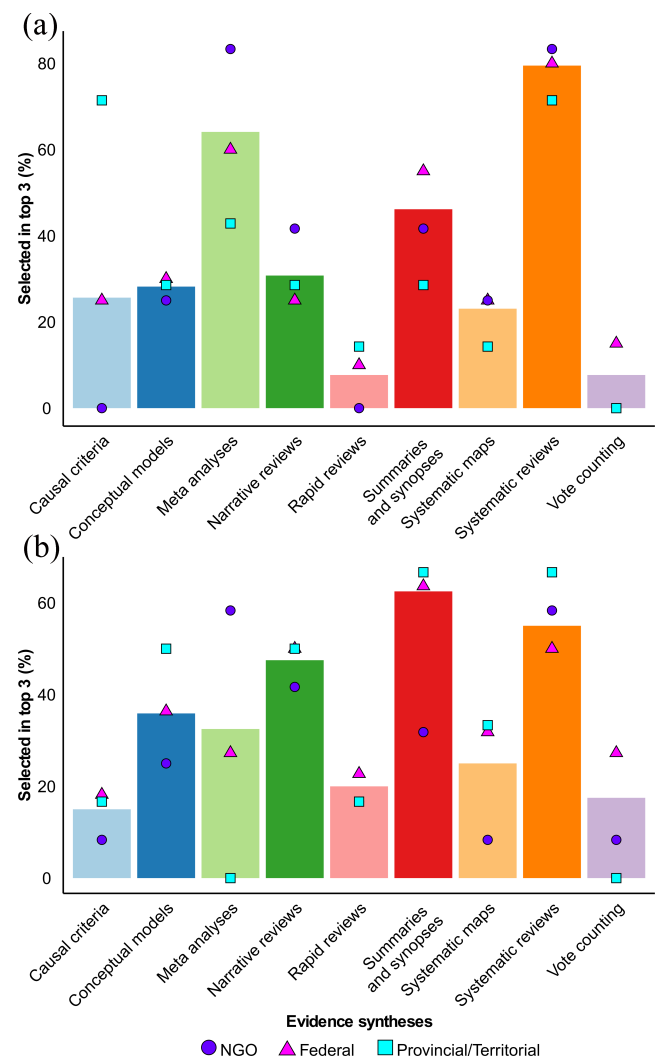 (a)
Selected in top 3 (%)
80
60
40
20
0
Causal criteria
Conceptual models
Meta analyses
Narrative reviews
Rapid reviews
Summaries
and synopses
Systematic maps
Systematic reviews
Vote counting
(b)
Selected in top 3 (%)
60
40
20
0
Causal criteria
Conceptual models
Meta analyses
Narrative reviews
Rapid reviews
Summaries
and synopses
Systematic maps
Systematic reviews
Vote counting
Evidence syntheses
NGO Federal Provincial/Territorial